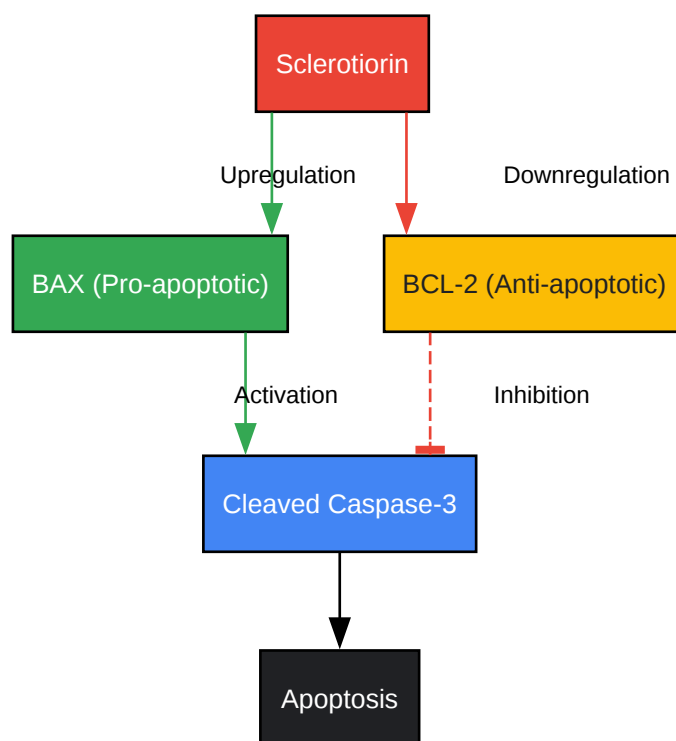 Sclerotiorin
Upregulation
Downregulation
BAX (Pro-apoptotic)
BCL-2 (Anti-apoptotic)
Activation
Inhibition
Cleaved Caspase-3
Apoptosis